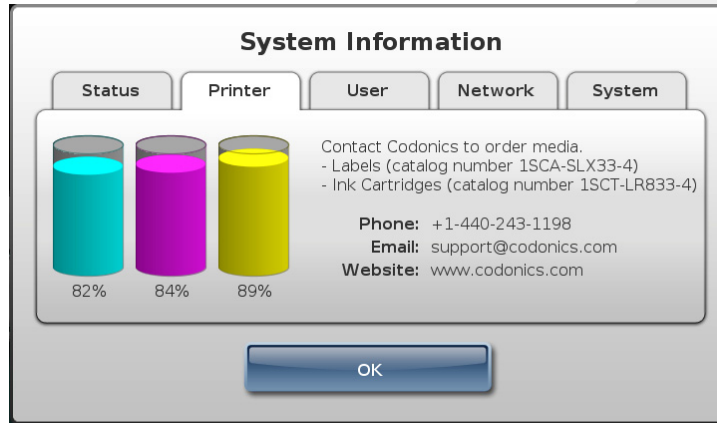 System Information
Status Printer User Network System
Contact Codonics to order media.
- Labels (catalog number 1SCA-SLX33-4)
- Ink Cartridges (catalog number 1SCT-LR833-4)
Phone: +1-440-243-1198
Email: support@codonics.com
Website: www.codonics.com
82% 84% 89%
OK